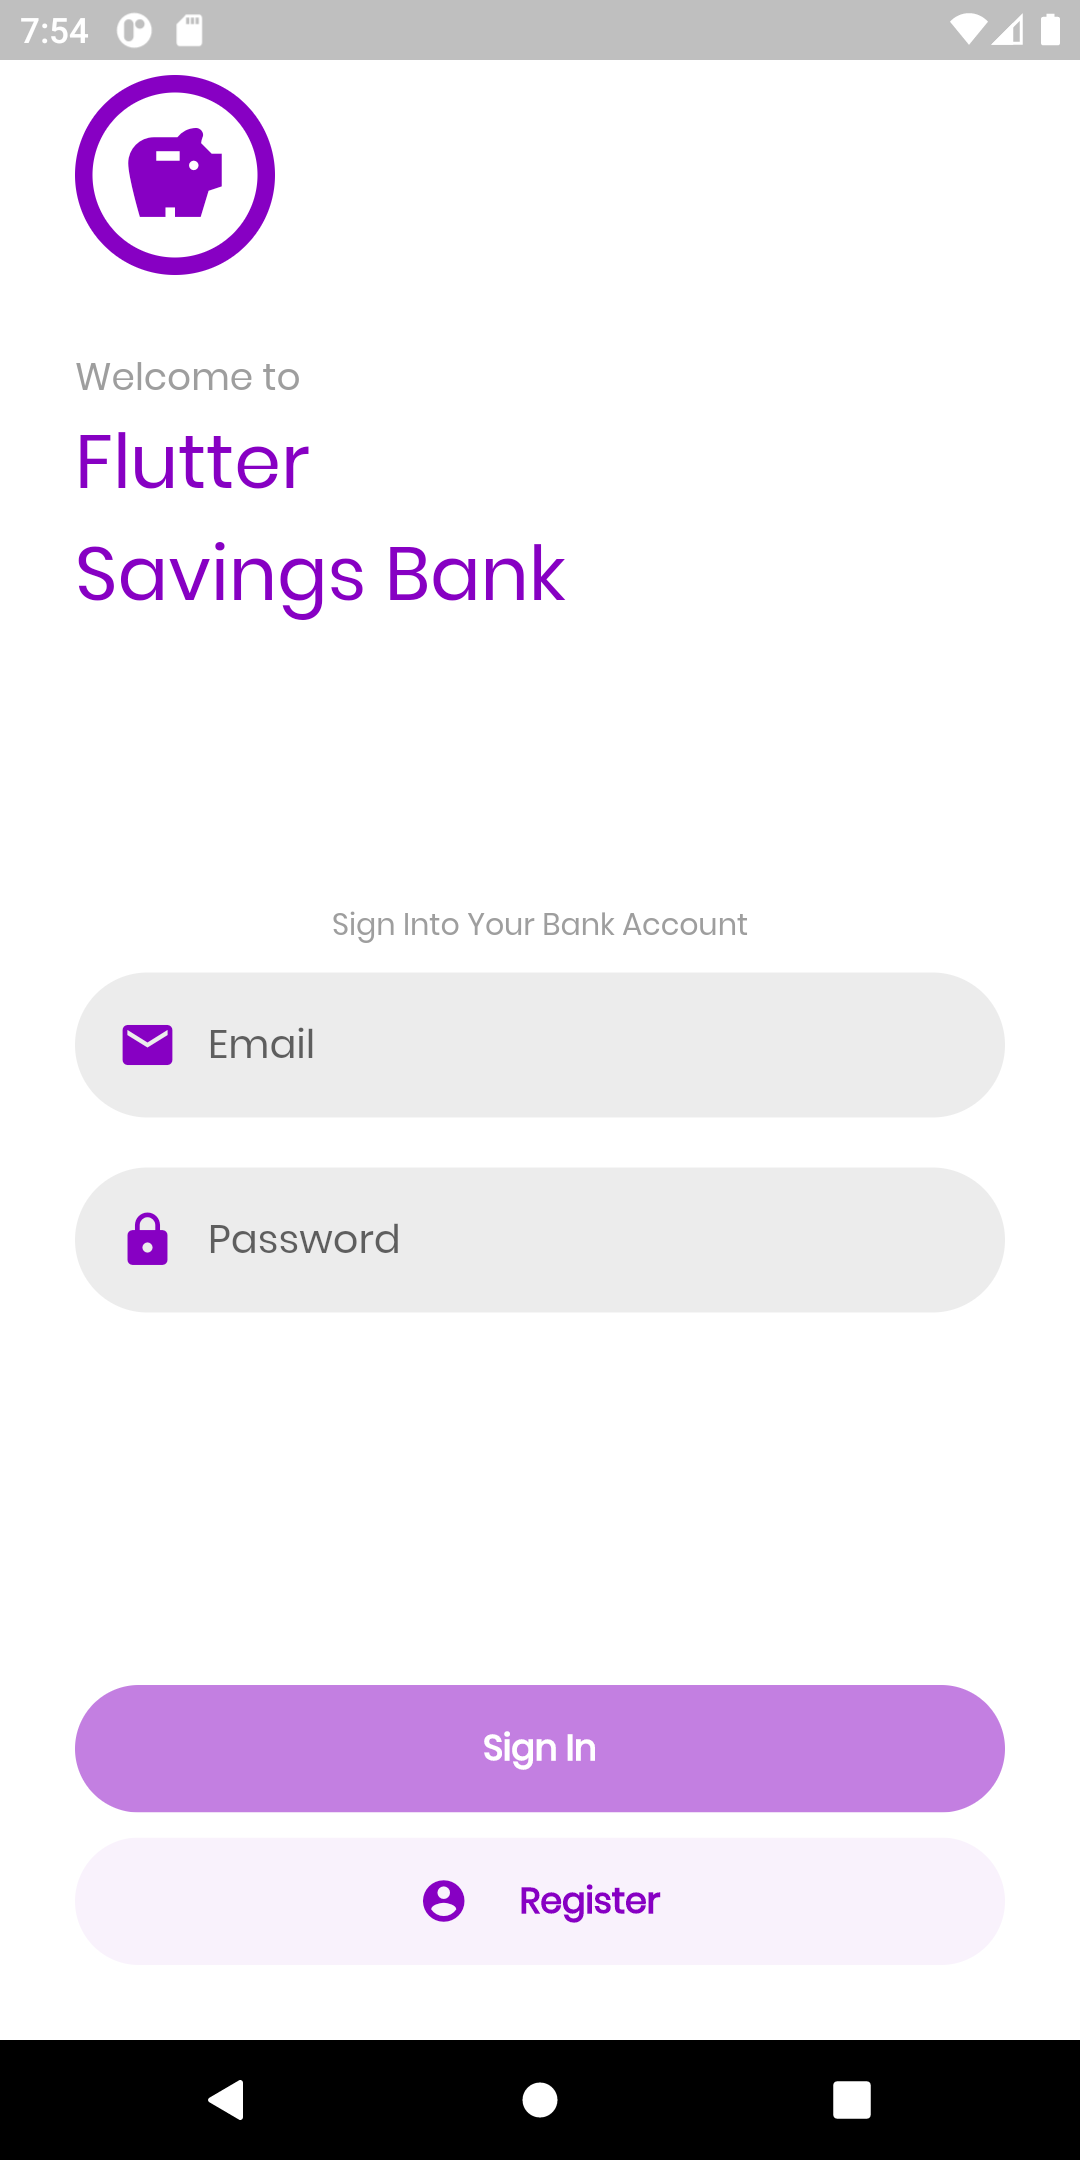 7:54
Welcome to
Flutter
Savings Bank
Sign Into Your Bank Account
Email
Password
Sign In
Register